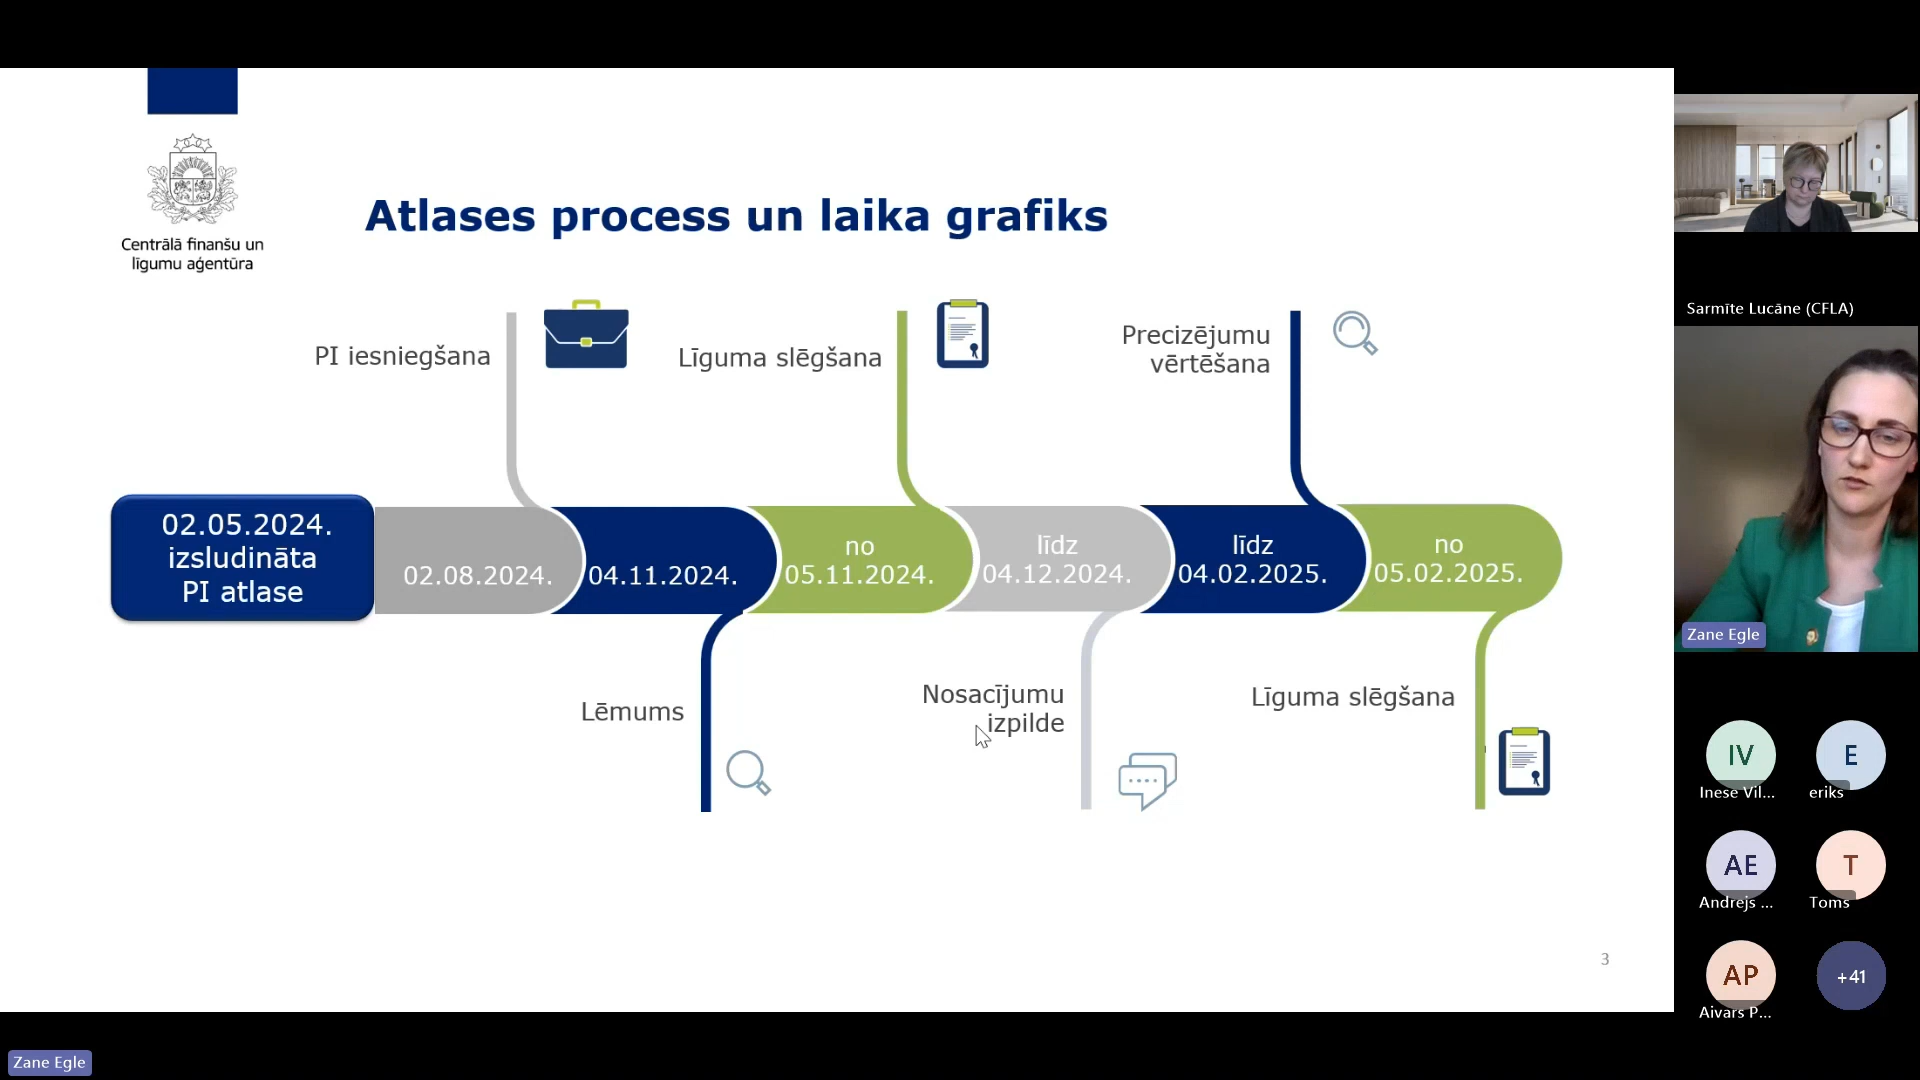 Centrālā finanšu un
līgumu aģentūra
Atlases process un laika grafiks
PI iesniegšana
Līguma slēgšana
Precizējumu
vērtēšana
02.05.2024.
izsludināta
PI atlase
02.08.2024.
04.11.2024.
no
05.11.2024.
līdz
04.12.2024.
līdz
04.02.2025.
no
05.02.2025.
Lēmums
Nosacījumu
izpilde
Līguma slēgšana
3
Sarmīte Lucāne (CFLA)
Zane Egle
IV
Inese Vil...
E
eriks
AE
Andrejs ...
T
Toms
AP
Aivars P...
+41
Zane Egle